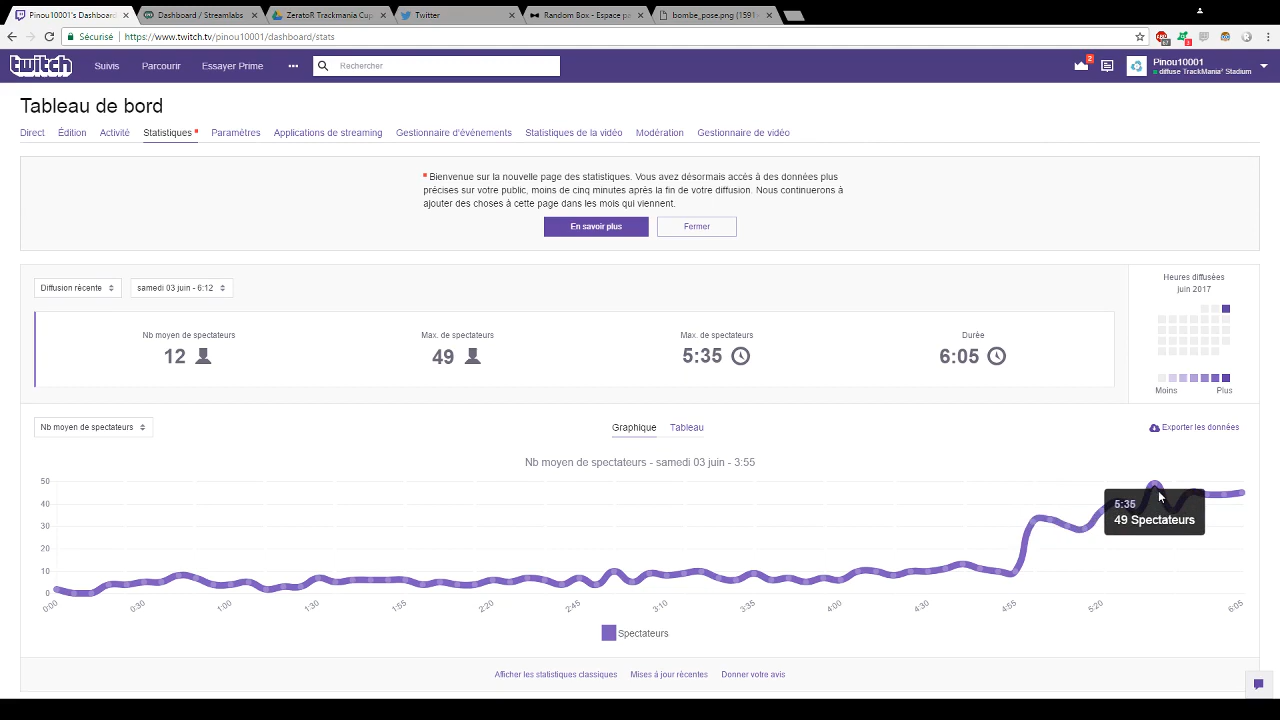 Pinou10001's Dashboard
Dashboard / Streamlabs
ZeratoR Trackmania Cup
Twitter
Random Box - Espace pa
bombe_pose.png (1591
Sécurisé
https://www.twitch.tv/pinou10001/dashboard/stats
67
3
twitch
Suivis
Parcourir
Essayer Prime
Rechercher
2
Pinou10001
diffuse TrackMania² Stadium
Tableau de bord
Direct
Édition
Activité
Statistiques
Paramètres
Applications de streaming
Gestionnaire d'événements
Statistiques de la vidéo
Modération
Gestionnaire de vidéo
Bienvenue sur la nouvelle page des statistiques. Vous avez désormais accès à des données plus
précises sur votre public, moins de cinq minutes après la fin de votre diffusion. Nous continuerons à
ajouter des choses à cette page dans les mois qui viennent.
En savoir plus
Fermer
Diffusion récente
samedi 03 juin - 6:12
Heures diffusées
juin 2017
Nb moyen de spectateurs
12
Max. de spectateurs
49
Max. de spectateurs
5:35
Durée
6:05
Moins
Plus
Nb moyen de spectateurs
Graphique
Tableau
Exporter les données
Nb moyen de spectateurs - samedi 03 juin - 3:55
50
40
30
20
10
0
5:35
49 Spectateurs
0:00
0:30
1:00
1:30
1:55
2:20
2:45
3:10
3:35
4:00
4:30
4:55
5:20
6:05
Spectateurs
Afficher les statistiques classiques
Mises á jour récentes
Donner votre avis